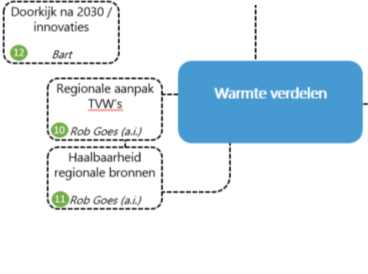 Doorkijk na 2030 /
innovaties
12 Bart
Regionale aanpak
TVW's
10 Rob Goes (a.i.)
Haalbaarheid
regionale bronnen
11 Rob Goes (a.i.)
Warmte verdelen